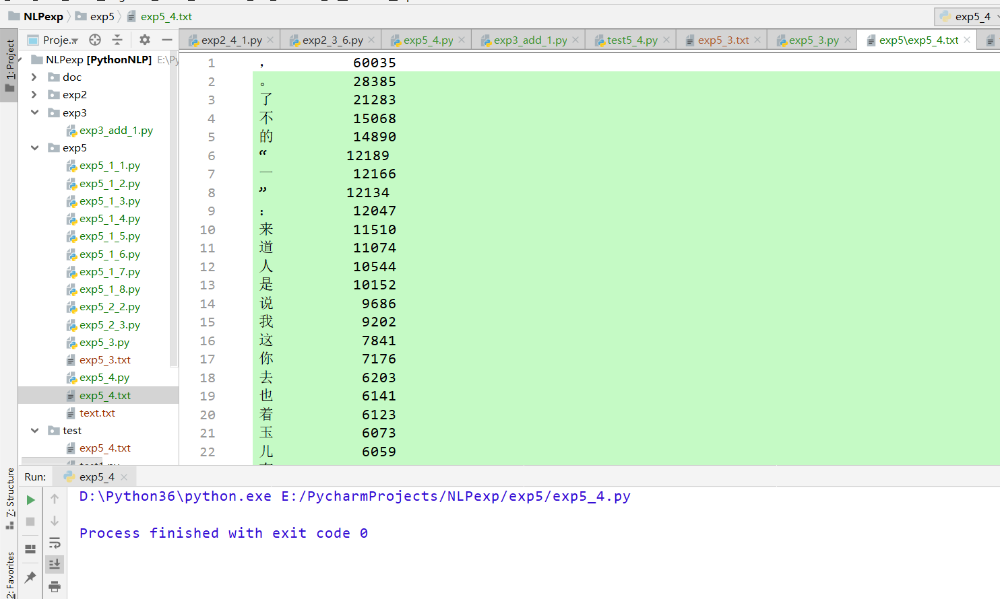 NLPexp exp5 exp5_4.txt
exp5_4
1: Project
Proje..
exp2_4_1.py exp2_3_6.py exp5_4.py exp3_add_1.py test5_4.py exp5_3.txt exp5_3.py exp5\exp5_4.txt
NLPexp [PythonNLP] E:\Py
doc
exp2
exp3
exp3_add_1.py
exp5
exp5_1_1.py
exp5_1_2.py
exp5_1_3.py
exp5_1_4.py
exp5_1_5.py
exp5_1_6.py
exp5_1_7.py
exp5_1_8.py
exp5_2_2.py
exp5_2_3.py
exp5_3.py
exp5_3.txt
exp5_4.py
exp5_4.txt
text.txt
test
exp5_4.txt
1 , 60035
2 。 28385
3 了 21283
4 不 15068
5 的 14890
6 “ 12189
7 一 12166
8 ” 12134
9 : 12047
10 来 11510
11 道 11074
12 人 10544
13 是 10152
14 说 9686
15 我 9202
16 这 7841
17 你 7176
18 去 6203
19 也 6141
20 着 6123
21 玉 6073
22 儿 6059
Run: exp5_4
7: Structure
2: Favorites
D:\Python36\python.exe E:/PycharmProjects/NLPexp/exp5/exp5_4.py
Process finished with exit code 0